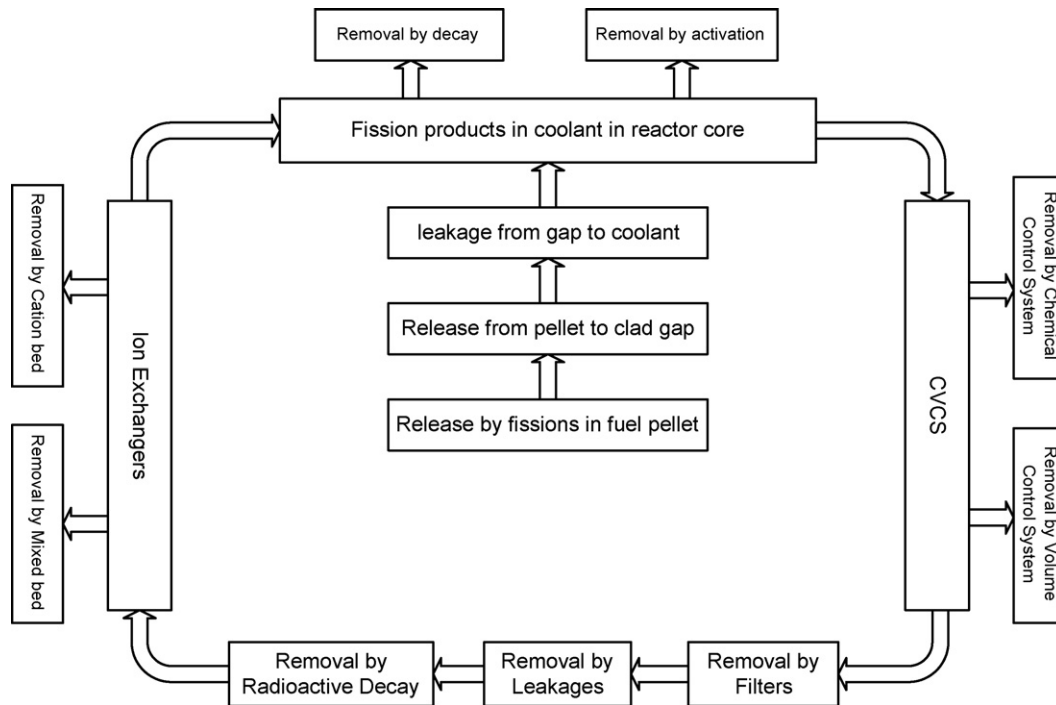 Removal by decay
Removal by activation
Fission products in coolant in reactor core
leakage from gap to coolant
Release from pellet to clad gap
Release by fissions in fuel pellet
Removal by Cation bed
Removal by Mixed bed
Ion Exchangers
CVCS
Removal by Chemical
Control System
Removal by Volume
Control System
Removal by
Radioactive Decay
Removal by
Leakages
Removal by
Filters